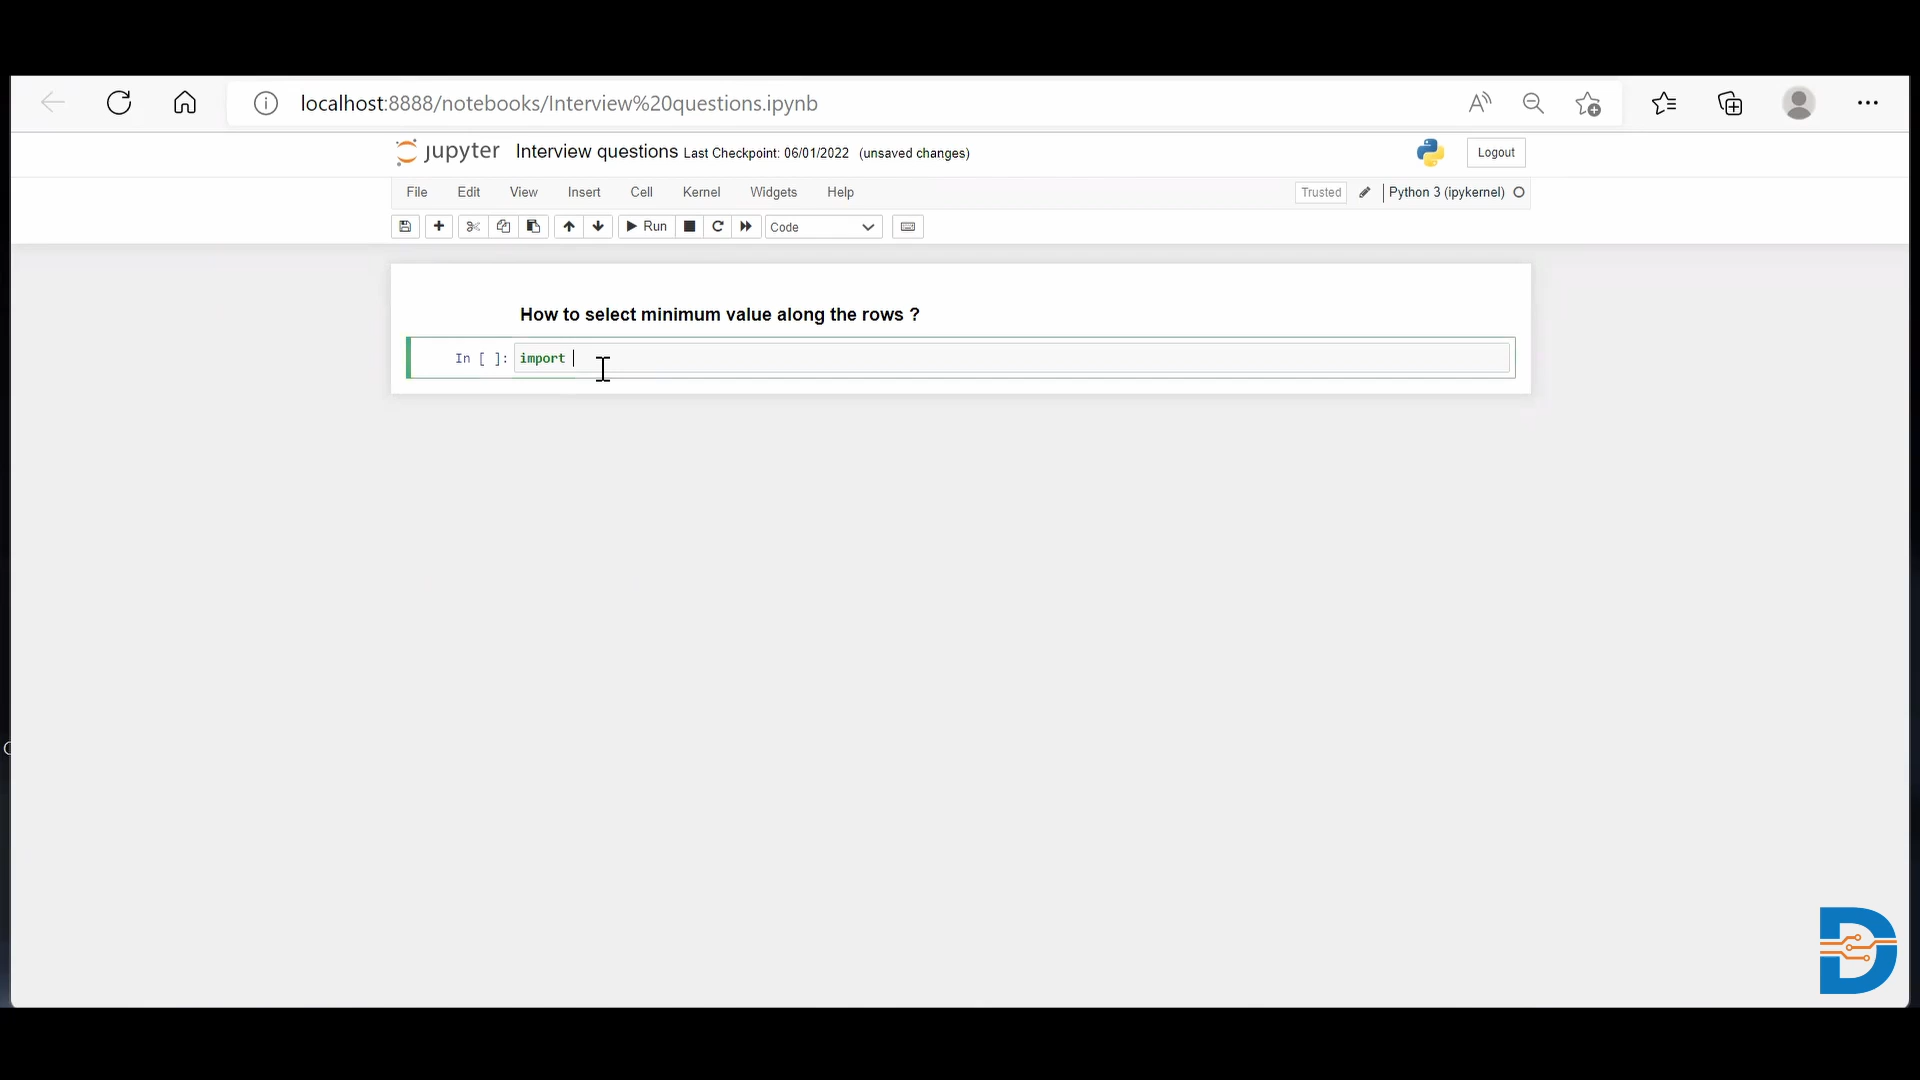 localhost:8888/notebooks/Interview%20questions.ipynb
jupyter Interview questions Last Checkpoint: 06/01/2022 (unsaved changes)
Logout
File Edit View Insert Cell Kernel Widgets Help
Trusted Python 3 (ipykernel)
Run Code
How to select minimum value along the rows ?
In [ ]: import